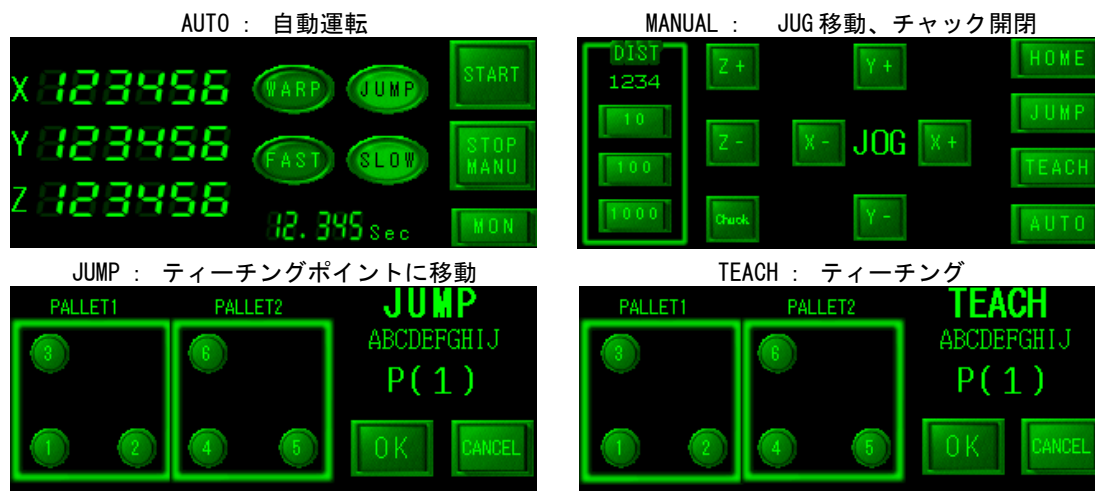 AUTO : 自動運転
X 123456
Y 123456
Z 123456
WARP JUMP
FAST SLOW
12.345 Sec
START
STOP
MANU
MON
MANUAL : JUG移動、チャック開閉
DIST
1234
10
100
1000
Z+
Z-
Chuck
Y+
X- JOG X+
Y-
HOME
JUMP
TEACH
AUTO
JUMP : ティーチングポイントに移動
PALLET1 PALLET2
3 6
1 2 4 5
JUMP
ABCDEFGHIJ
P(1)
OK CANCEL
TEACH : ティーチング
PALLET1 PALLET2
3 6
1 2 4 5
TEACH
ABCDEFGHIJ
P(1)
OK CANCEL